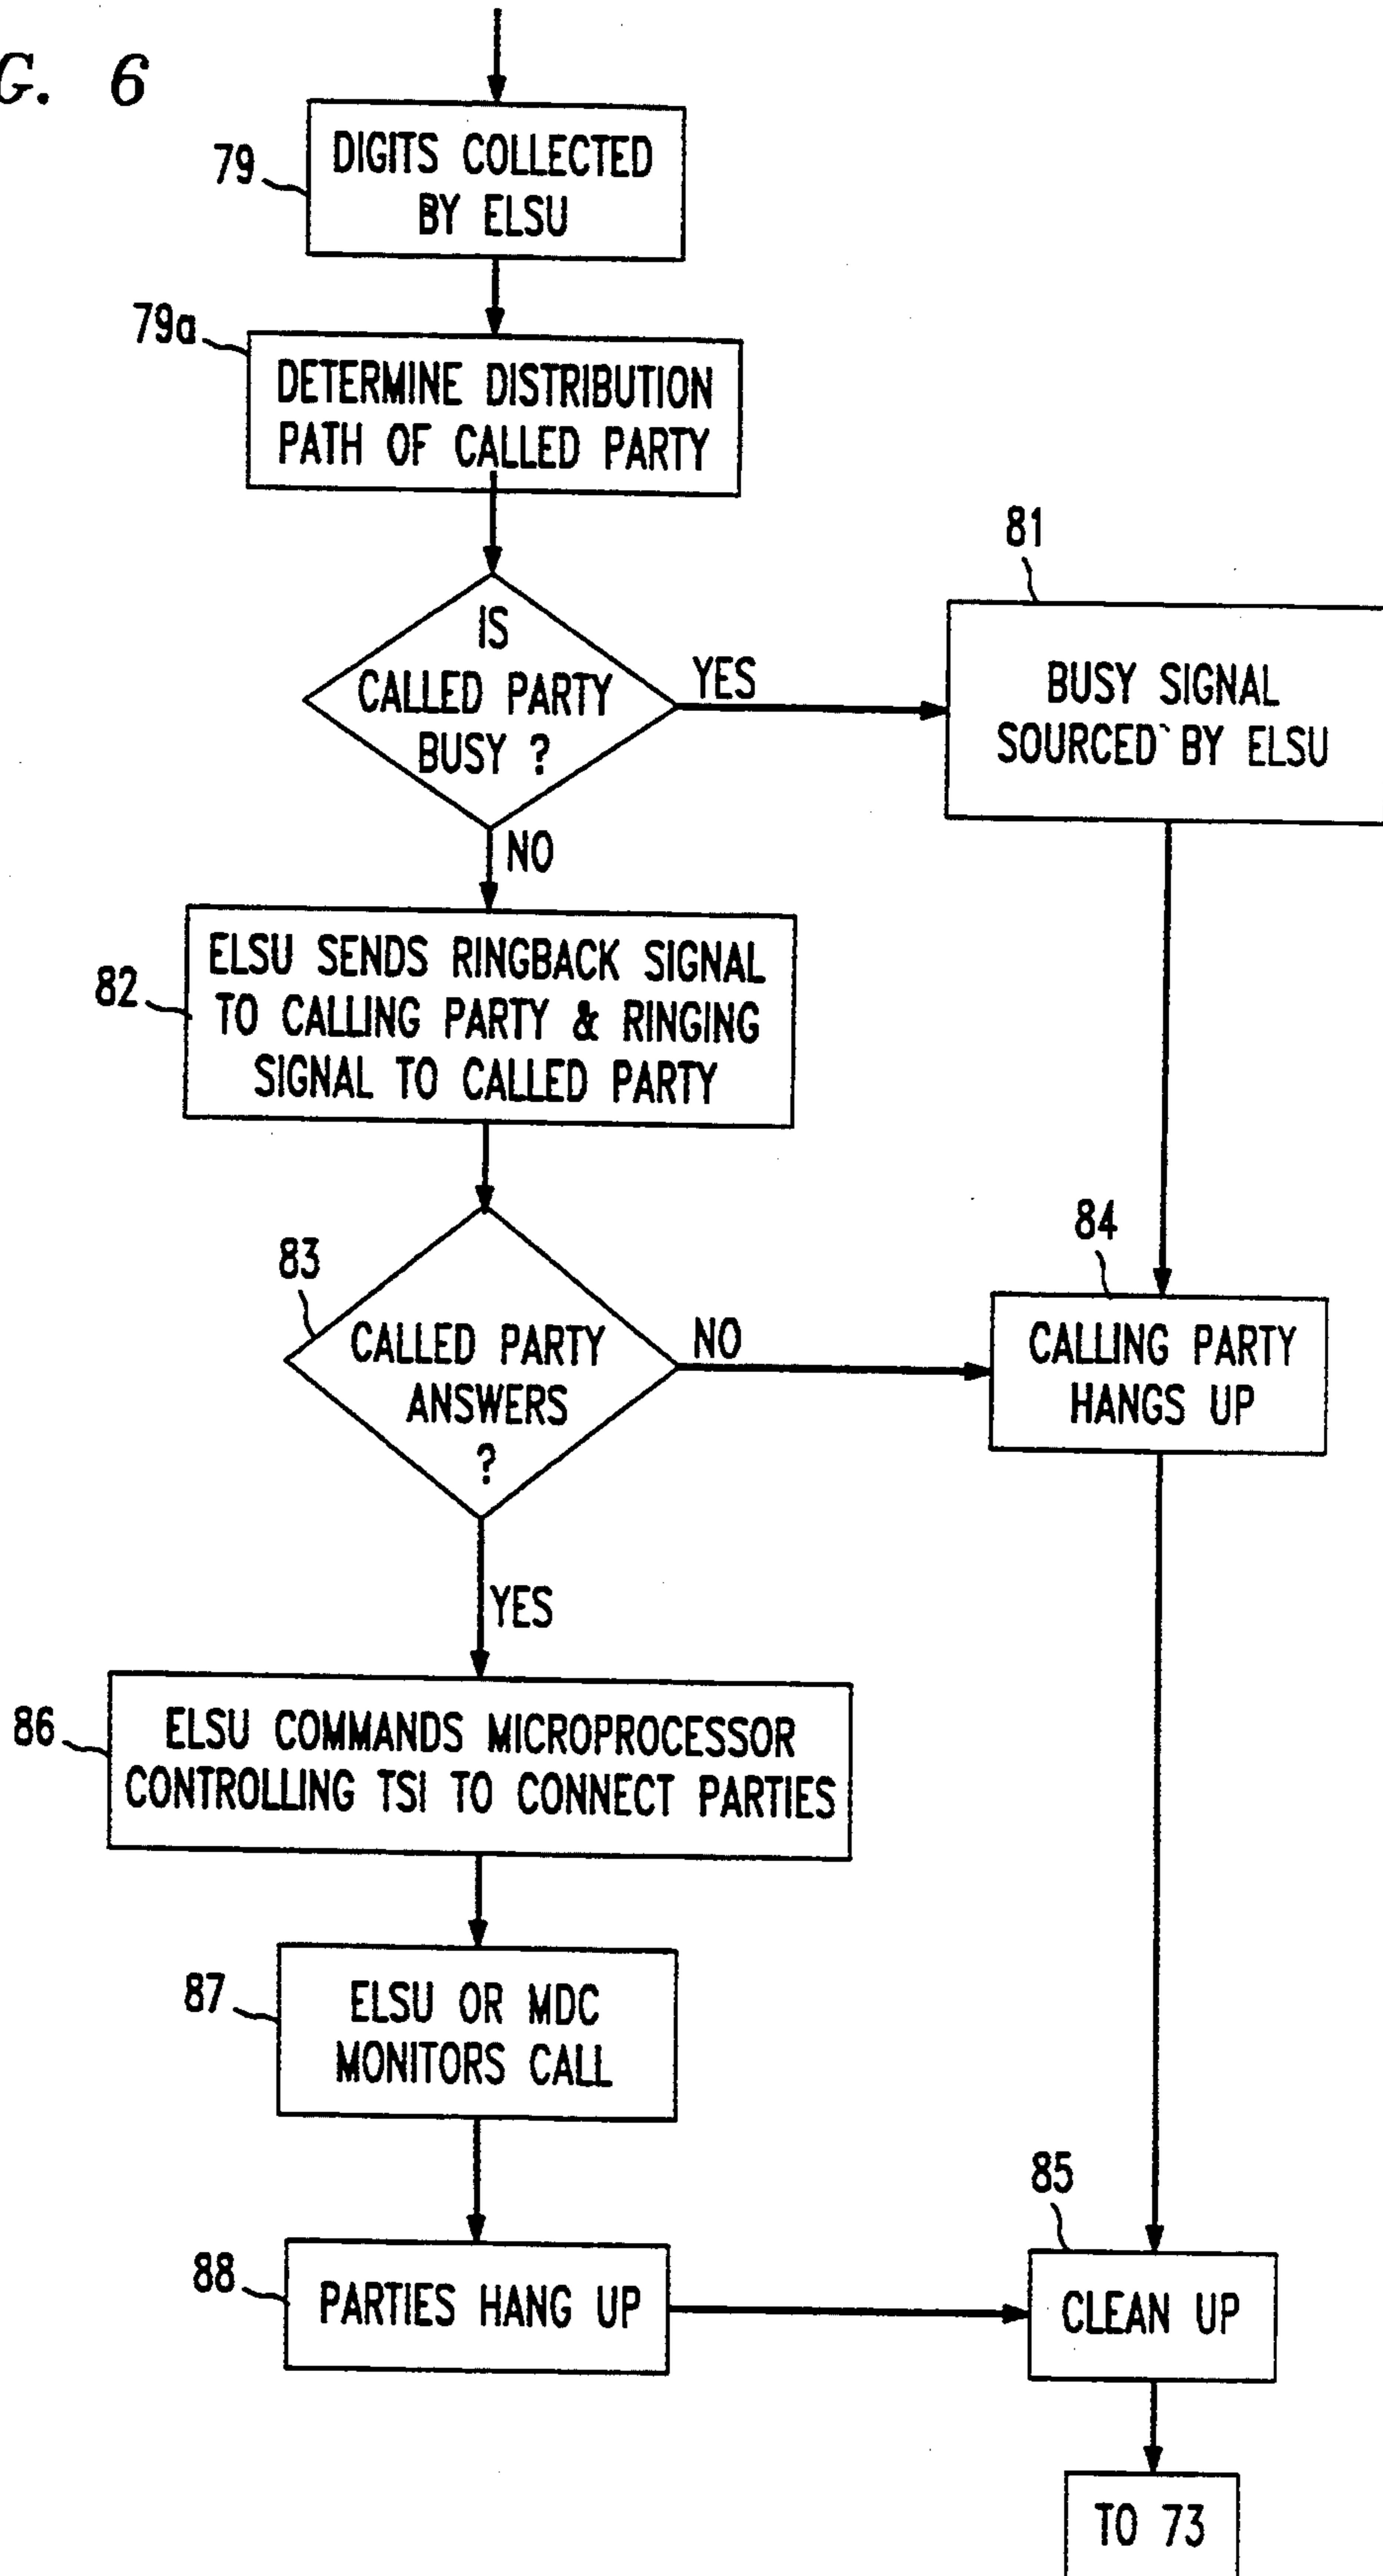 G. 6
79
DIGITS COLLECTED
BY ELSU
79a
DETERMINE DISTRIBUTION
PATH OF CALLED PARTY
IS
CALLED PARTY
BUSY ?
YES
81
BUSY SIGNAL
SOURCED BY ELSU
NO
82
ELSU SENDS RINGBACK SIGNAL
TO CALLING PARTY & RINGING
SIGNAL TO CALLED PARTY
83
CALLED PARTY
ANSWERS
?
NO
84
CALLING PARTY
HANGS UP
YES
86
ELSU COMMANDS MICROPROCESSOR
CONTROLLING TSI TO CONNECT PARTIES
87
ELSU OR MDC
MONITORS CALL
88
PARTIES HANG UP
85
CLEAN UP
TO 73